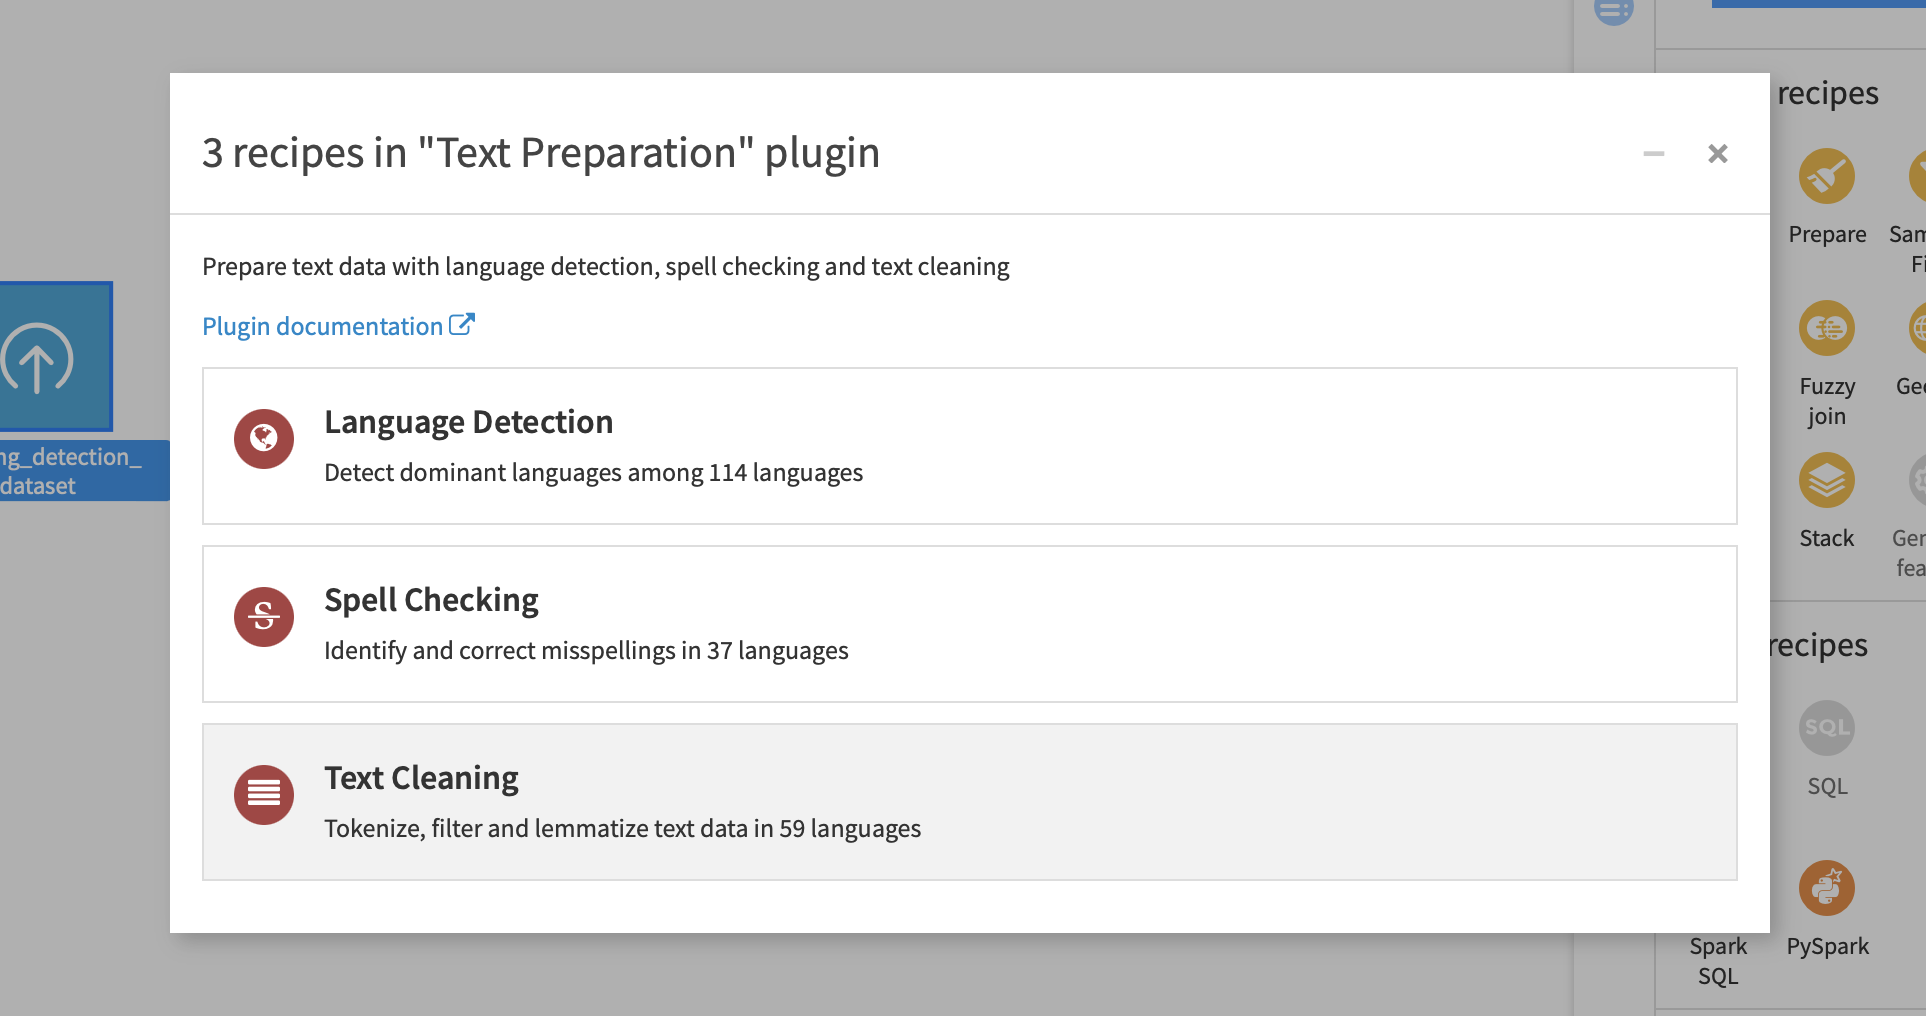 3 recipes in "Text Preparation" plugin
Prepare text data with language detection, spell checking and text cleaning
Plugin documentation
Language Detection
Detect dominant languages among 114 languages
Spell Checking
Identify and correct misspellings in 37 languages
Text Cleaning
Tokenize, filter and lemmatize text data in 59 languages
ng_detection_
dataset
recipes
Prepare
Sam
Fi
Fuzzy
join
Geo
Stack
Gen
fea
recipes
SQL
SQL
Spark
SQL
PySpark